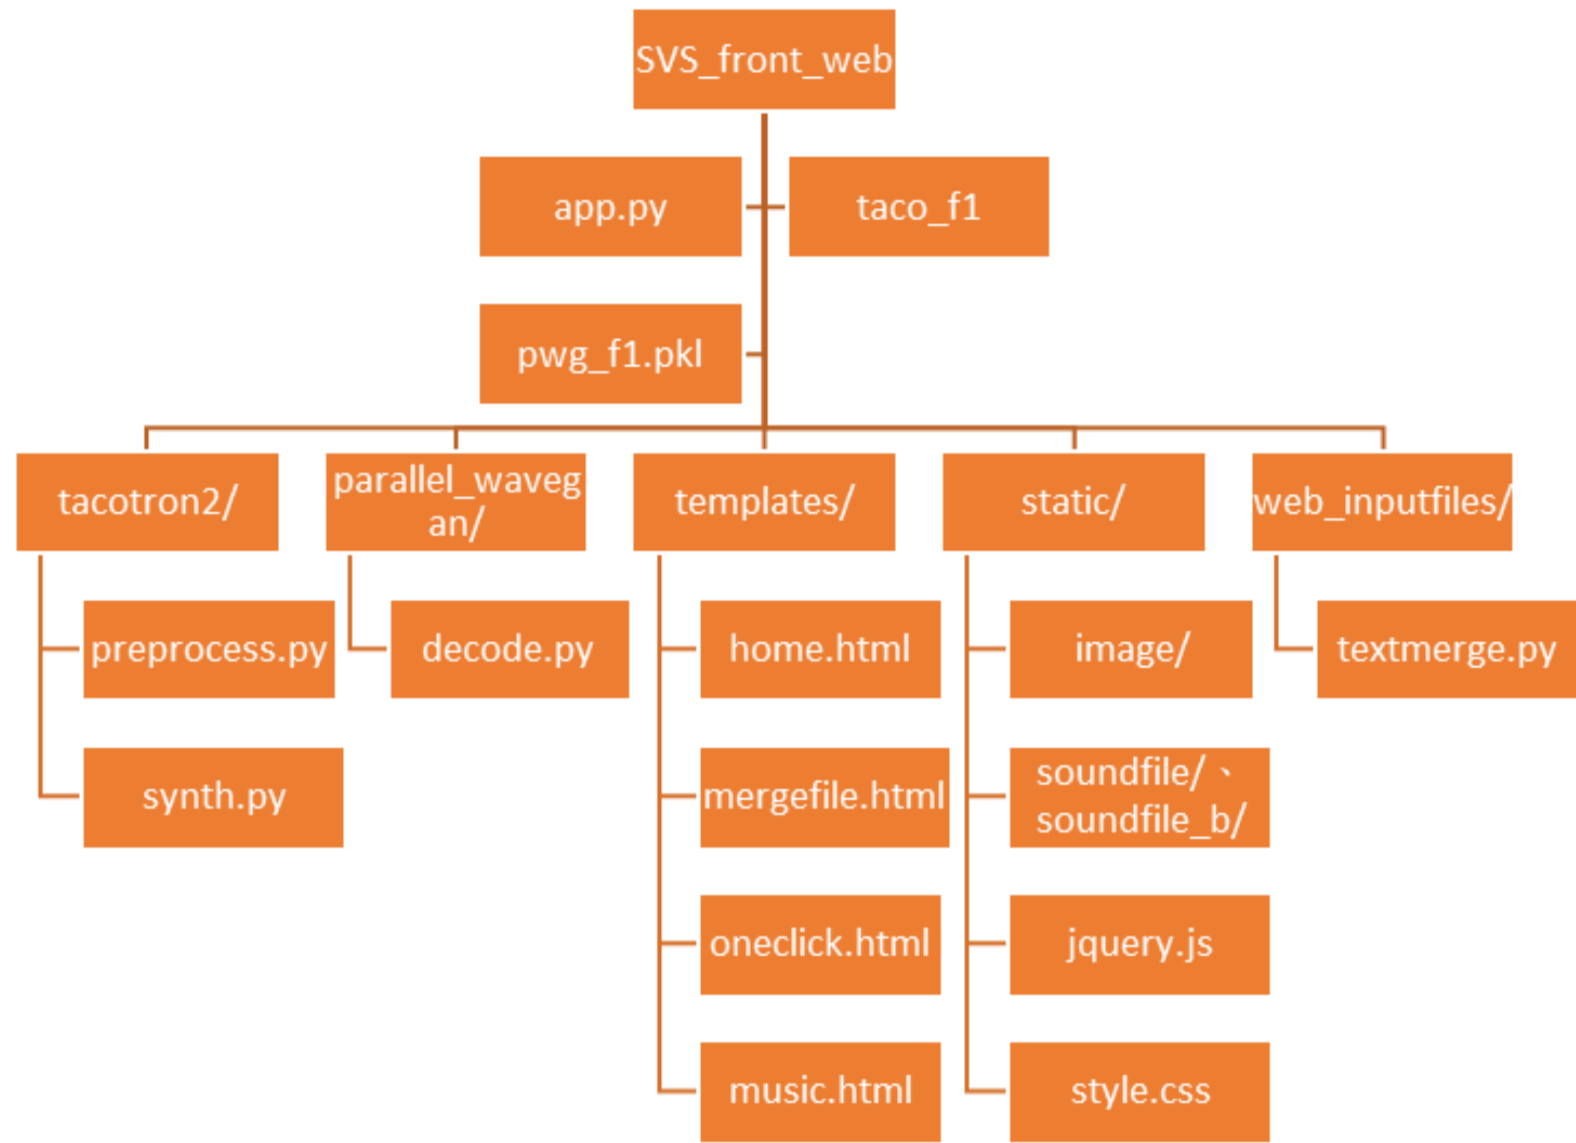 SVS_front_web
app.py
taco_f1
pwg_f1.pkl
tacotron2/
parallel_waveg
an/
templates/
static/
web_inputfiles/
preprocess.py
decode.py
home.html
image/
textmerge.py
synth.py
mergefile.html
soundfile/、
soundfile_b/
oneclick.html
jquery.js
music.html
style.css